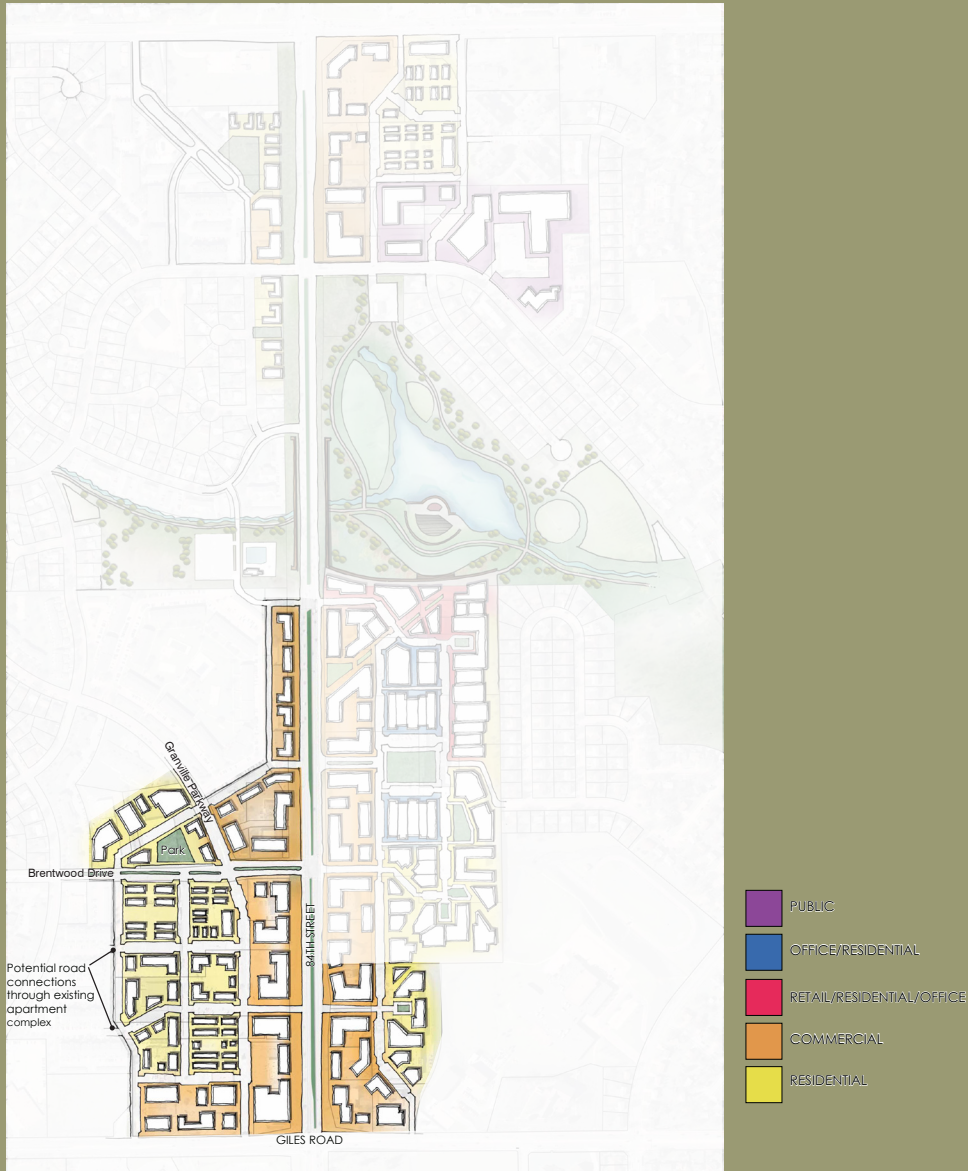 Granville Parkway
Park
Brentwood Drive
84TH STREET
Potential road
connections
through existing
apartment
complex
GILES ROAD
PUBLIC
OFFICE/RESIDENTIAL
RETAIL/RESIDENTIAL/OFFICE
COMMERCIAL
RESIDENTIAL